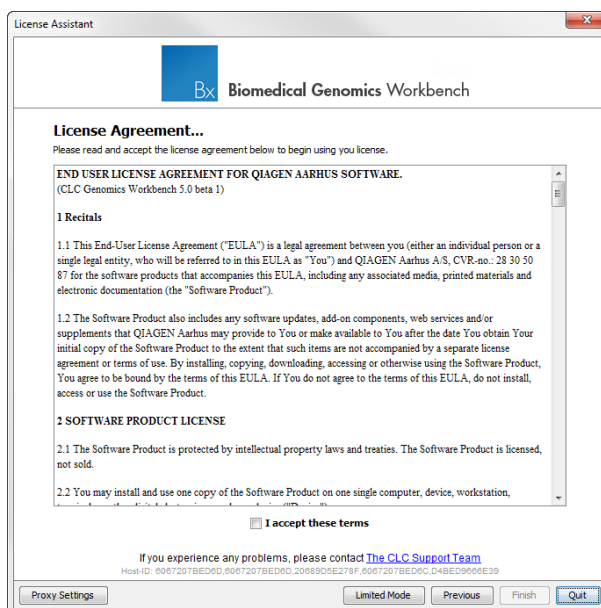 License Assistant
Bx Biomedical Genomics Workbench
License Agreement...
Please read and accept the license agreement below to begin using you license.
END USER LICENSE AGREEMENT FOR QIAGEN AARHUS SOFTWARE.
(CLC Genomics Workbench 5.0 beta 1)
1 Recitals
1.1 This End-User License Agreement ("EULA") is a legal agreement between you (either an individual person or a
single legal entity, who will be referred to in this EULA as "You") and QIAGEN Aarhus A/S, CVR-no.: 28 30 50
87 for the software products that accompanies this EULA, including any associated media, printed materials and
electronic documentation (the "Software Product").
1.2 The Software Product also includes any software updates, add-on components, web services and/or
supplements that QIAGEN Aarhus may provide to You or make available to You after the date You obtain Your
initial copy of the Software Product to the extent that such items are not accompanied by a separate license
agreement or terms of use. By installing, copying, downloading, accessing or otherwise using the Software Product,
You agree to be bound by the terms of this EULA. If You do not agree to the terms of this EULA, do not install,
access or use the Software Product.
2 SOFTWARE PRODUCT LICENSE
2.1 The Software Product is protected by intellectual property laws and treaties. The Software Product is licensed,
not sold.
2.2 You may install and use one copy of the Software Product on one single computer, device, workstation,
I accept these terms
If you experience any problems, please contact The CLC Support Team
Host-ID: 6067207BED6D,6067207BED6D,20689D5E278F,6067207BED6C,D4BED9666E39
Proxy Settings Limited Mode Previous Finish Quit